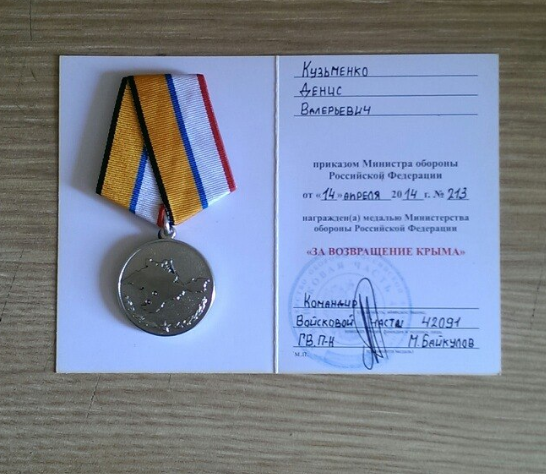 Кузьменко
Денис
Валерьевич
приказом Министра обороны
Российской Федерации
от «14» апреля 2014 г. № 213
награжден(а) медалью Министерства
обороны Российской Федерации
«ЗА ВОЗВРАЩЕНИЕ КРЫМА»
Командир
Войсковой части 42091
ГВ. П-К М. Байкулов
М.П.